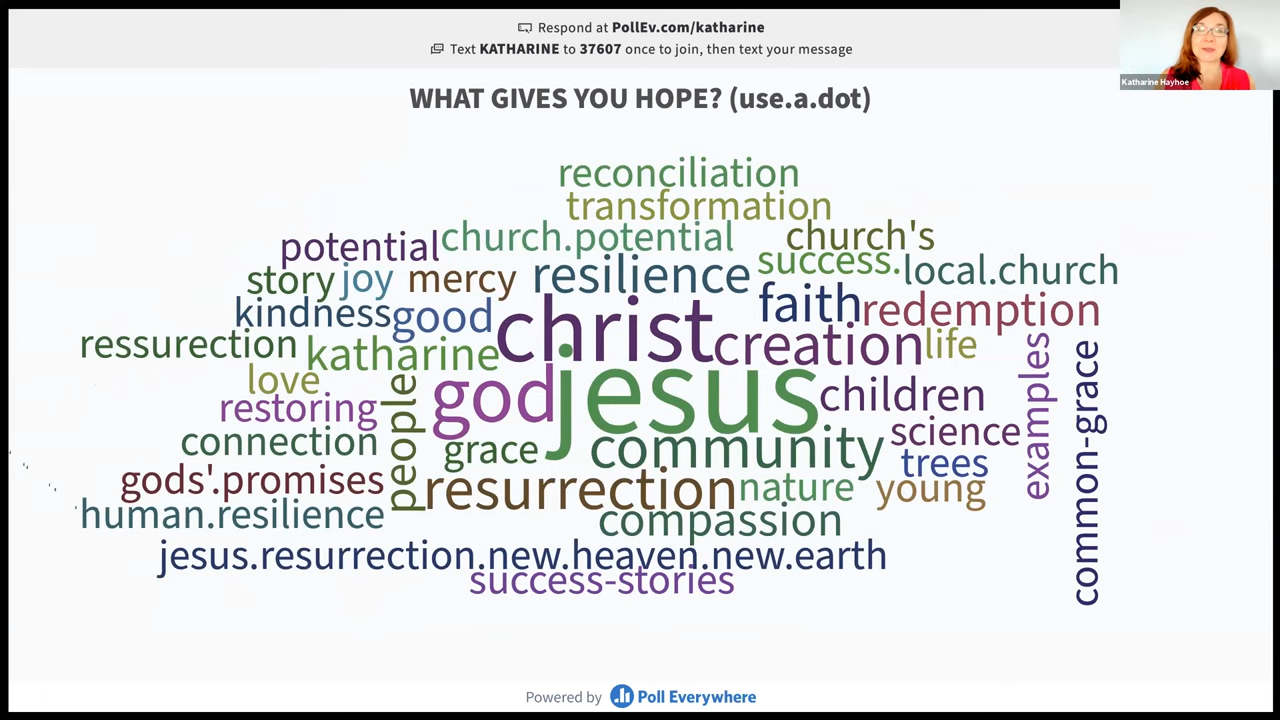 Respond at PollEv.com/katharine
Text KATHARINE to 37607 once to join, then text your message
Katharine Hayhoe
WHAT GIVES YOU HOPE? (use.a.dot)
reconciliation
transformation
potential
church.potential
church's
success.
local.church
story
joy
mercy
resilience
faith
redemption
kindness
good
christ
creation
life
ressurection
katharine
love
god
jesus
children
restoring
people
examples
common-grace
connection
grace
community
science
trees
gods'.promises
resurrection
nature
young
human.resilience
compassion
jesus.resurrection.new.heaven.new.earth
success-stories
Powered by Poll Everywhere